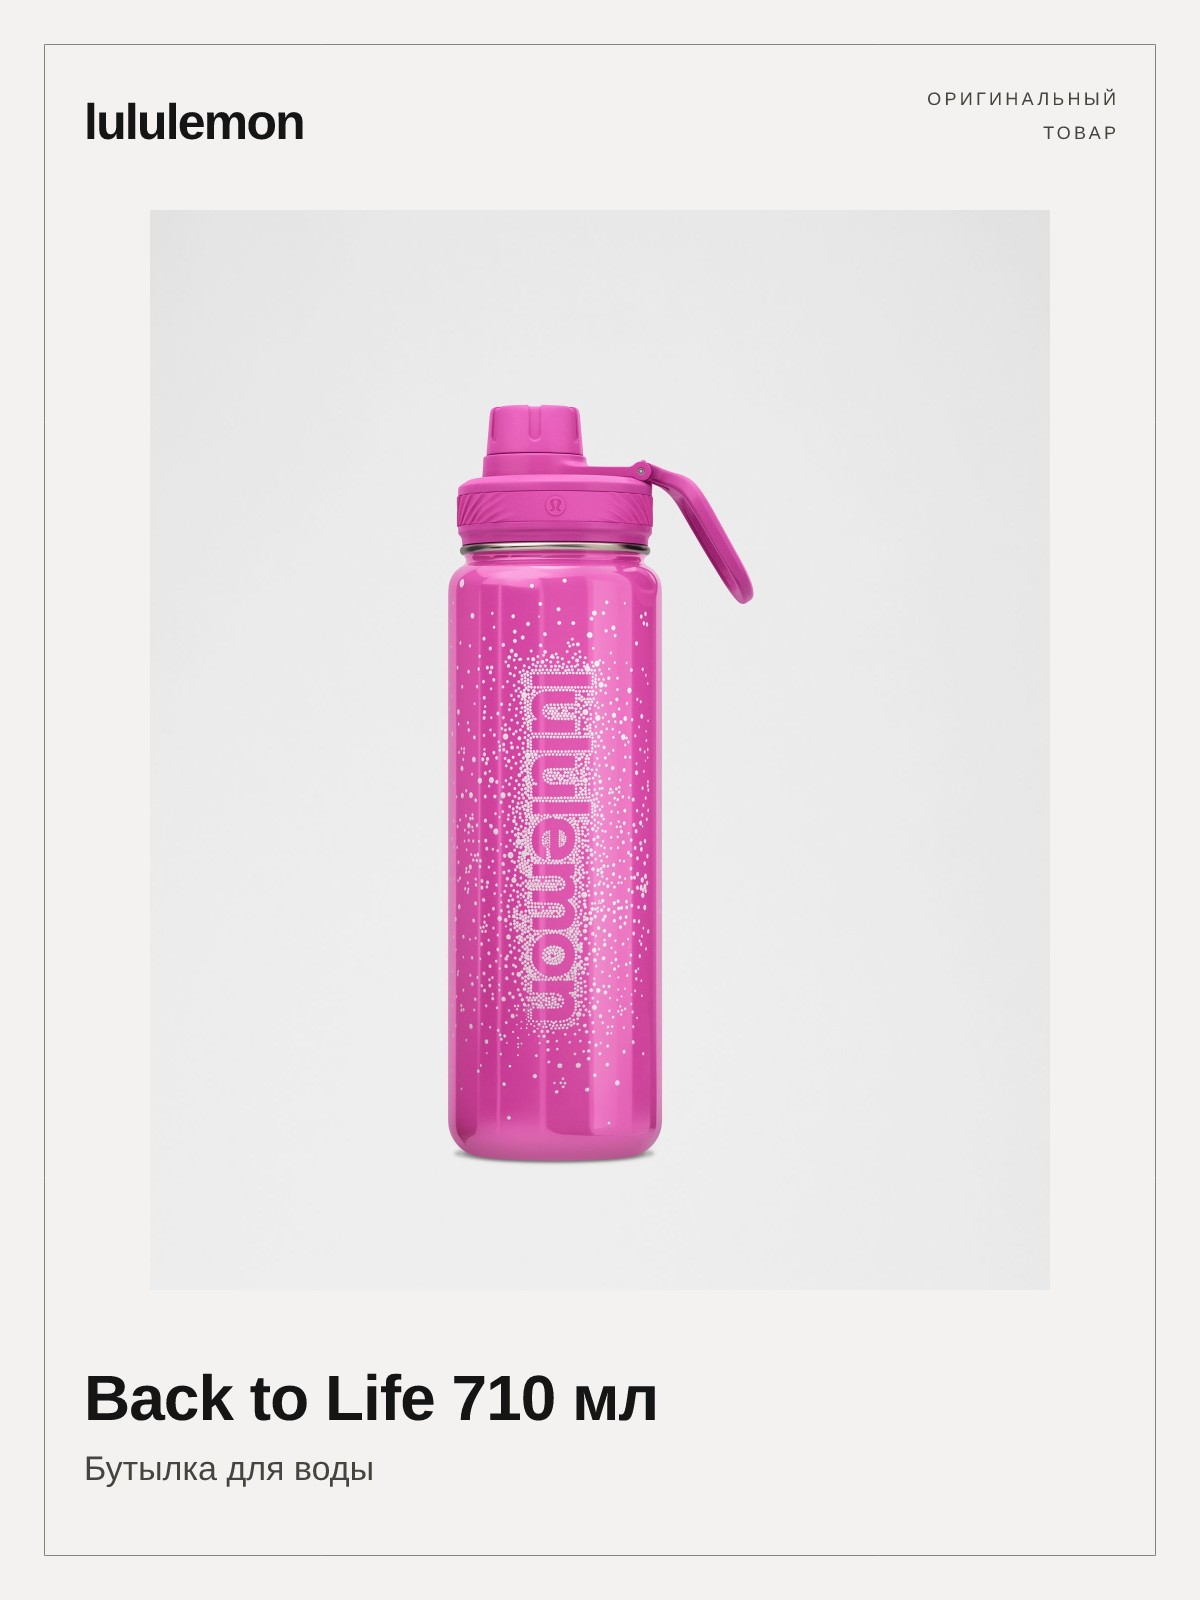 lululemon
ОРИГИНАЛЬНЫЙ
ТОВАР
lululemon
Back to Life 710 мл
Бутылка для воды